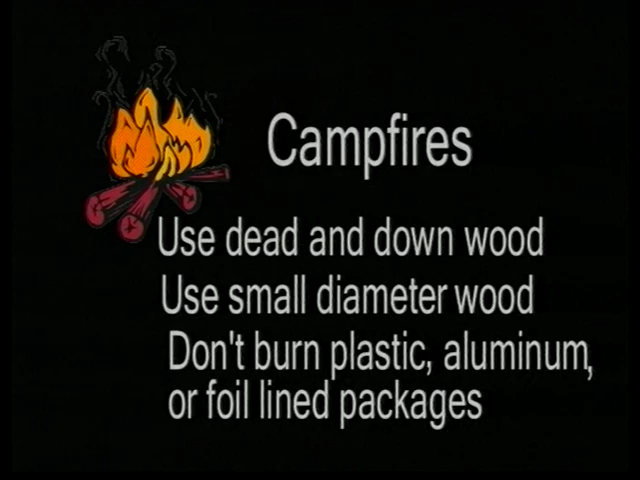 Campfires
Use dead and down wood
Use small diameter wood
Don't burn plastic, aluminum,
or foil lined packages